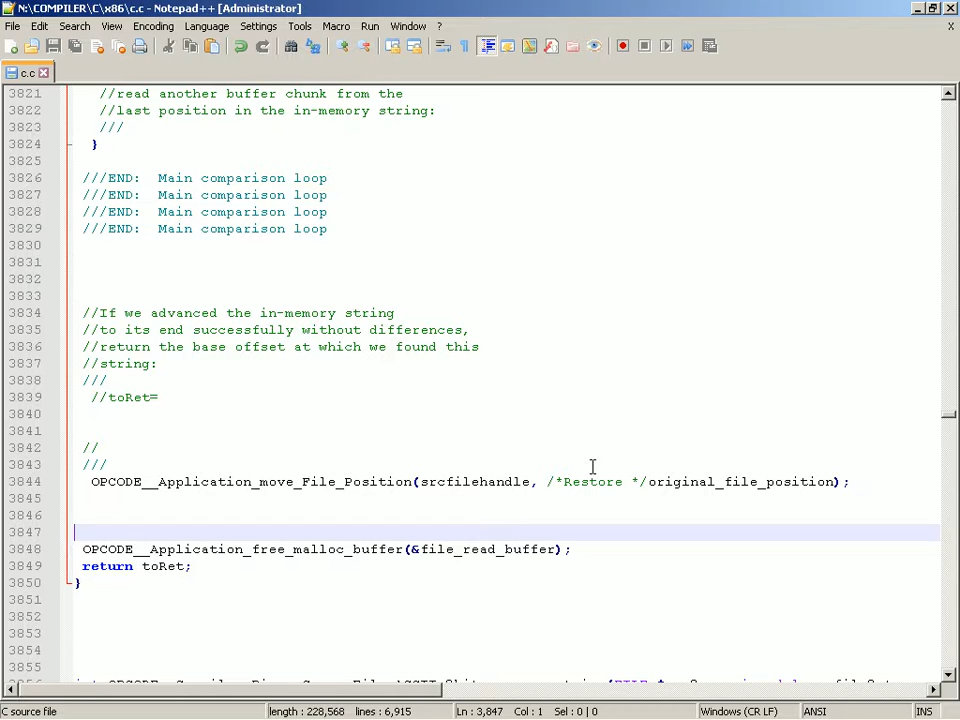 N:\COMPILER\C\x86\c.c - Notepad++ [Administrator]
File Edit Search View Encoding Language Settings Tools Macro Run Window ? X
c.c
3821 //read another buffer chunk from the
3822 //last position in the in-memory string:
3823 ///
3824 }
3825
3826 ///END: Main comparison loop
3827 ///END: Main comparison loop
3828 ///END: Main comparison loop
3829 ///END: Main comparison loop
3830
3831
3832
3833
3834 //If we advanced the in-memory string
3835 //to its end successfully without differences,
3836 //return the base offset at which we found this
3837 //string:
3838 ///
3839 //toRet=
3840
3841
3842 //
3843 ///
3844 OPCODE__Application_move_File_Position(srcfilehandle, /*Restore */original_file_position);
3845
3846
3847
3848 OPCODE__Application_free_malloc_buffer(&file_read_buffer);
3849 return toRet;
3850 }
3851
3852
3853
3854
3855
C source file length : 228,568 lines : 6,915 Ln : 3,847 Col : 1 Sel : 0 | 0 Windows (CR LF) ANSI INS